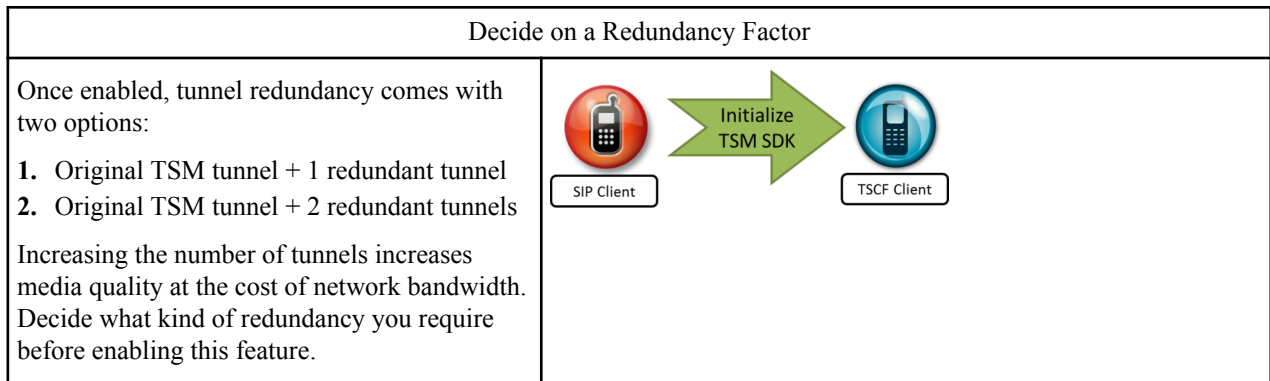 Decide on a Redundancy Factor
Once enabled, tunnel redundancy comes with
two options:
1. Original TSM tunnel + 1 redundant tunnel
2. Original TSM tunnel + 2 redundant tunnels
Increasing the number of tunnels increases
media quality at the cost of network bandwidth.
Decide what kind of redundancy you require
before enabling this feature.
Initialize
TSM SDK
SIP Client
TSCF Client